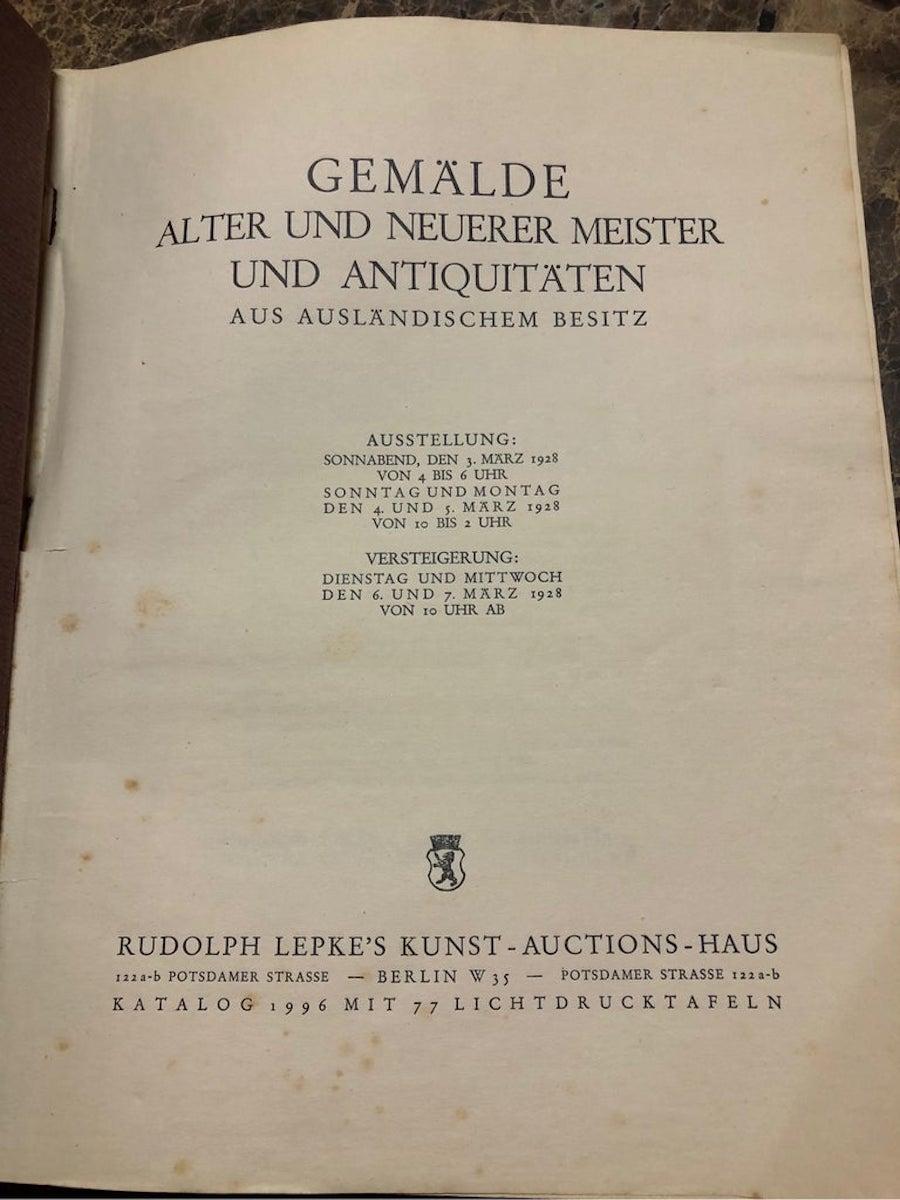 GEMÄLDE
ALTER UND NEUERER MEISTER
UND ANTIQUITÄTEN
AUS AUSLÄNDISCHEM BESITZ
AUSSTELLUNG:
SONNABEND, DEN 3. MÄRZ 1928
VON 4 BIS 6 UHR
SONNTAG UND MONTAG
DEN 4. UND 5. MÄRZ 1928
VON 10 BIS 2 UHR
VERSTEIGERUNG:
DIENSTAG UND MITTWOCH
DEN 6. UND 7. MÄRZ 1928
VON 10 UHR AB
RUDOLPH LEPKE'S KUNST-AUCTIONS-HAUS
122a-b POTSDAMER STRASSE — BERLIN W 35 — POTSDAMER STRASSE 122a-b
KATALOG 1996 MIT 77 LICHTDRUCKTAFELN